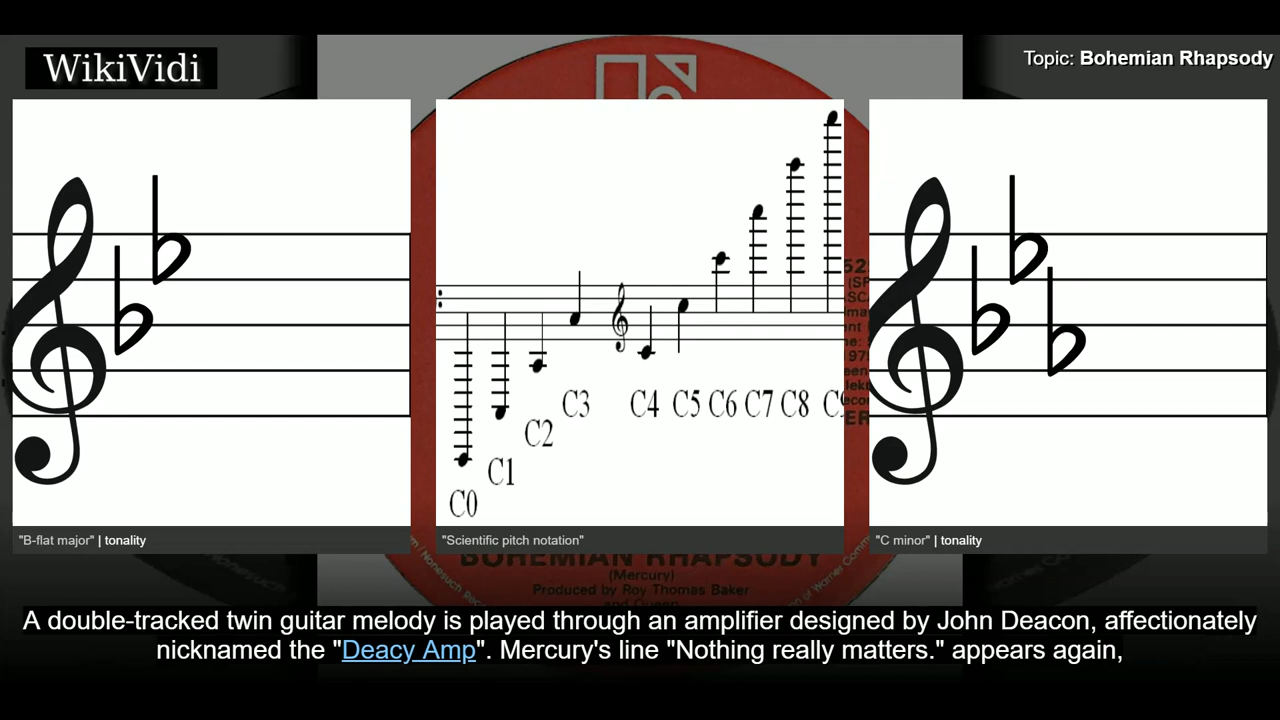 WikiVidi
Topic: Bohemian Rhapsody
C0
C1
C2
C3
C4 C5 C6 C7 C8
"B-flat major" | tonality
"Scientific pitch notation"
"C minor" | tonality
BOHEMIAN RHAPSODY
(Mercury)
Produced by Roy Thomas Baker
and Queen
A double-tracked twin guitar melody is played through an amplifier designed by John Deacon, affectionately
nicknamed the "Deacy Amp". Mercury's line "Nothing really matters." appears again,